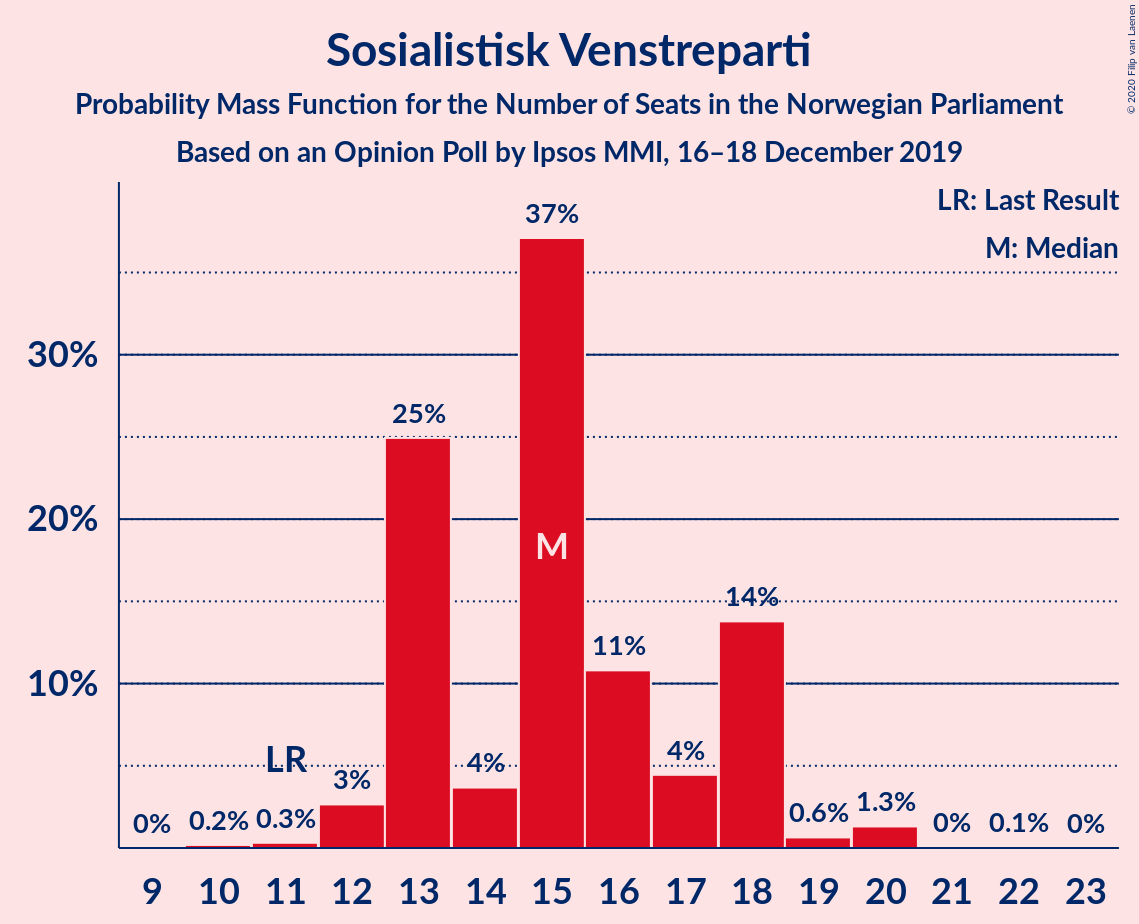 Sosialistisk Venstreparti
Probability Mass Function for the Number of Seats in the Norwegian Parliament
Based on an Opinion Poll by Ipsos MMI, 16–18 December 2019
© 2020 Filip van Laenen
LR: Last Result
M: Median
37%
30%
25%
20%
M
14%
11%
10%
LR
3%
4%
4%
0%
0.2%
0.3%
0.6%
1.3%
0%
0.1%
0%
9 10 11 12 13 14 15 16 17 18 19 20 21 22 23